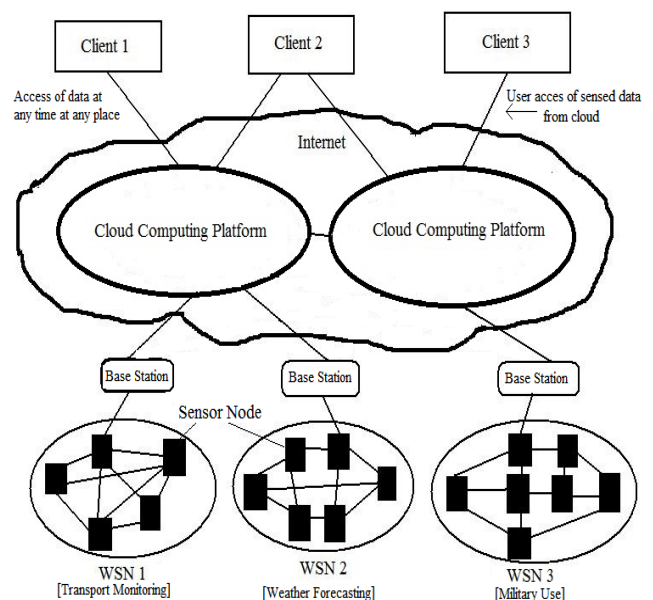 Client 1
Client 2
Client 3
Access of data at
any time at any place
User acces of sensed data
from cloud
Internet
Cloud Computing Platform
Cloud Computing Platform
Base Station
Base Station
Base Station
Sensor Node
WSN 1
[Transport Monitoring]
WSN 2
[Weather Forecasting]
WSN 3
[Military Use]